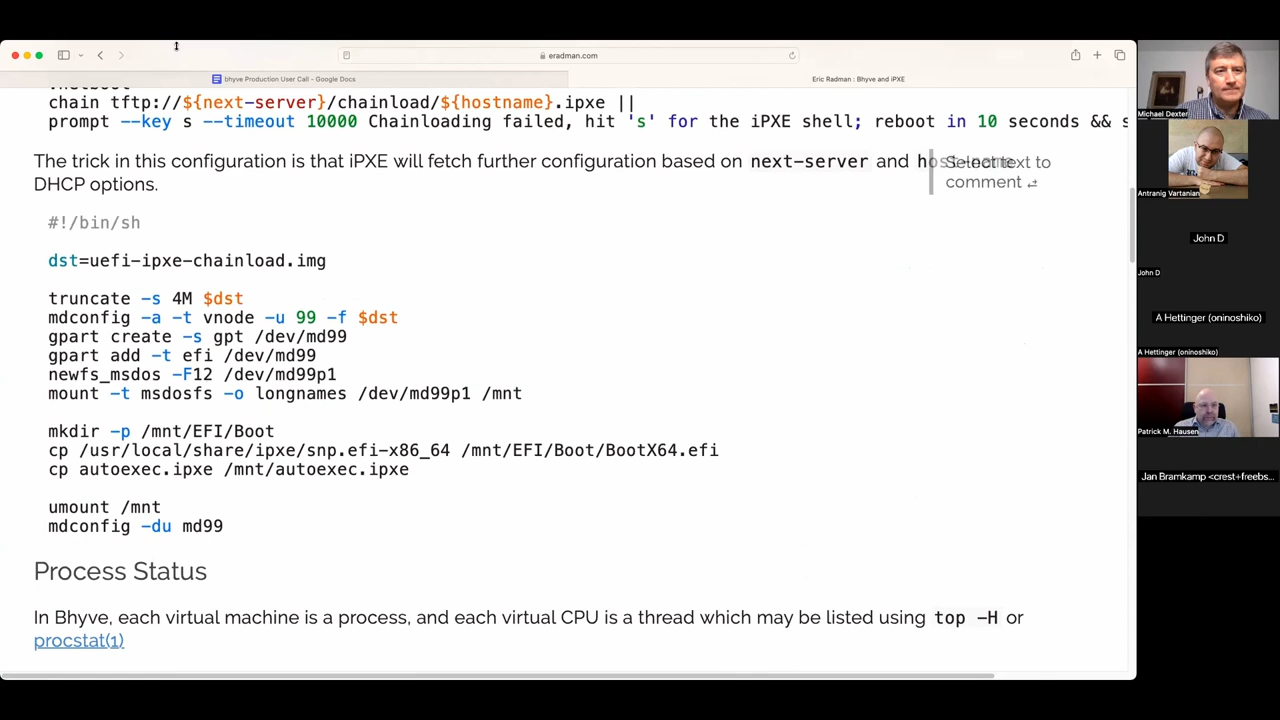 eradman.com
bhyve Production User Call - Google Docs
Eric Radman : Bhyve and iPXE
chain tftp://${next-server}/chainload/${hostname}.ipxe ||
prompt --key s --timeout 10000 Chainloading failed, hit 's' for the iPXE shell; reboot in 10 seconds && s
The trick in this configuration is that iPXE will fetch further configuration based on next-server and host-name
DHCP options.
Select text to
comment
#!/bin/sh
dst=uefi-ipxe-chainload.img
truncate -s 4M $dst
mdconfig -a -t vnode -u 99 -f $dst
gpart create -s gpt /dev/md99
gpart add -t efi /dev/md99
newfs_msdos -F12 /dev/md99p1
mount -t msdosfs -o longnames /dev/md99p1 /mnt
mkdir -p /mnt/EFI/Boot
cp /usr/local/share/ipxe/snp.efi-x86_64 /mnt/EFI/Boot/BootX64.efi
cp autoexec.ipxe /mnt/autoexec.ipxe
umount /mnt
mdconfig -du md99
Process Status
In Bhyve, each virtual machine is a process, and each virtual CPU is a thread which may be listed using top -H or
procstat(1)
Michael Dexter
Antranig Vartanian
John D
John D
A Hettinger (oninoshiko)
A Hettinger (oninoshiko)
Patrick M. Hausen
Jan Bramkamp <crest+freebs...